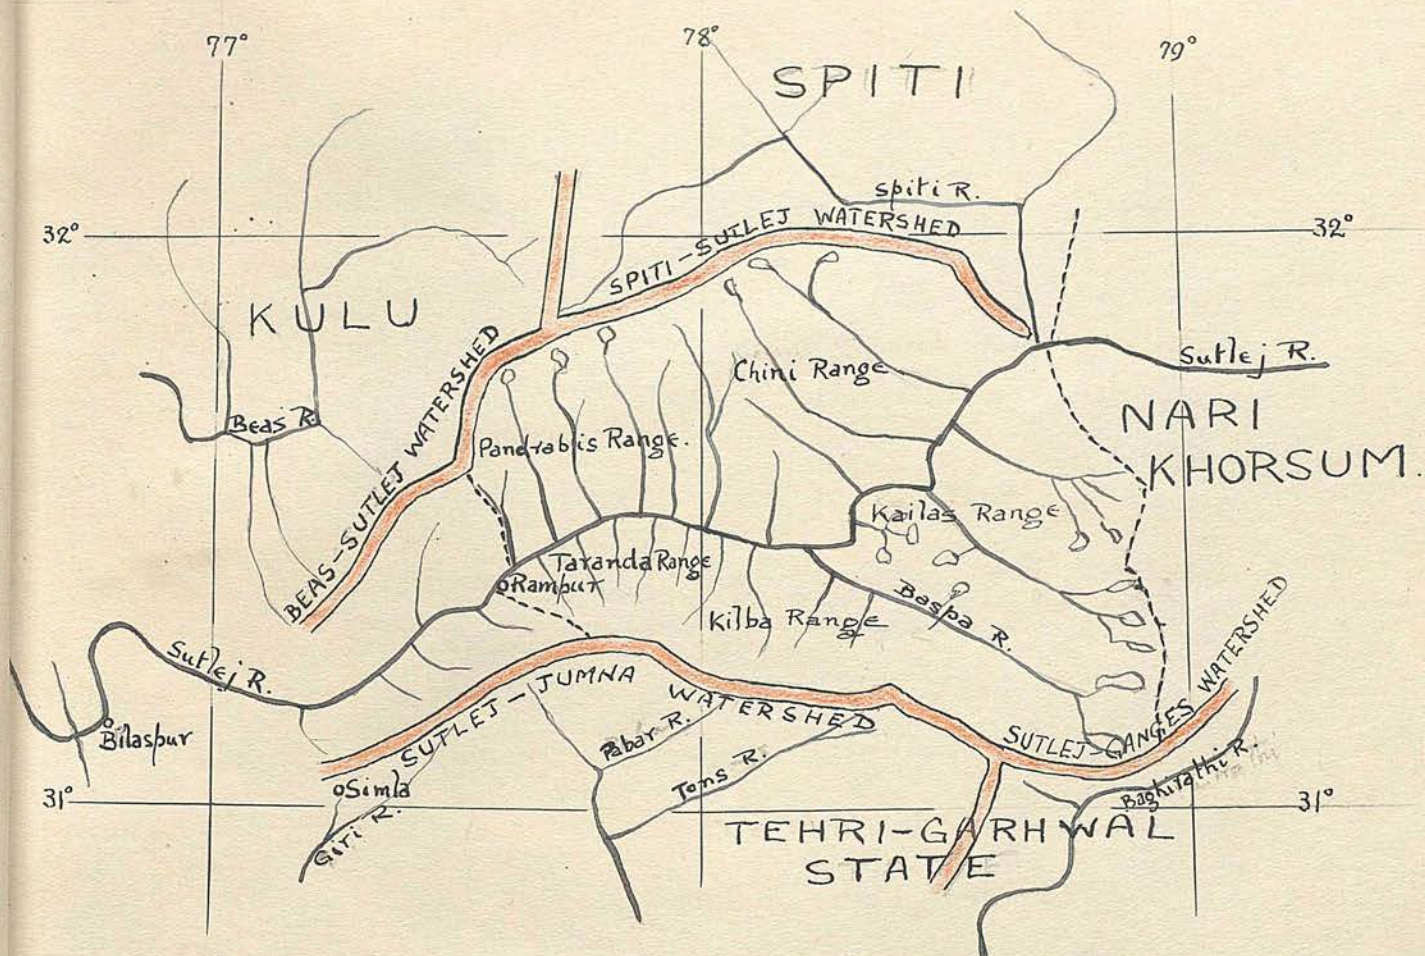 77°
78°
79°
SPITI
Spiti R.
32°
SPITI-SUTLEJ WATERSHED
32°
KULU
BEAS-SUTLEJ WATERSHED
Chini Range
Sutlej R.
Beas R.
Pandrabis Range.
NARI
KHORSUM.
Kailas Range
Taranda Range
Rampur
Kilba Range
Baspa R.
Sutlej R.
SUTLEJ-JUMNA WATERSHED
SUTLEJ-GANGES WATERSHED
Bilaspur
Pabar R.
Tons R.
Baghirathi R.
Simla
31°
31°
Giri R.
TEHRI-GARHWAL
STATE